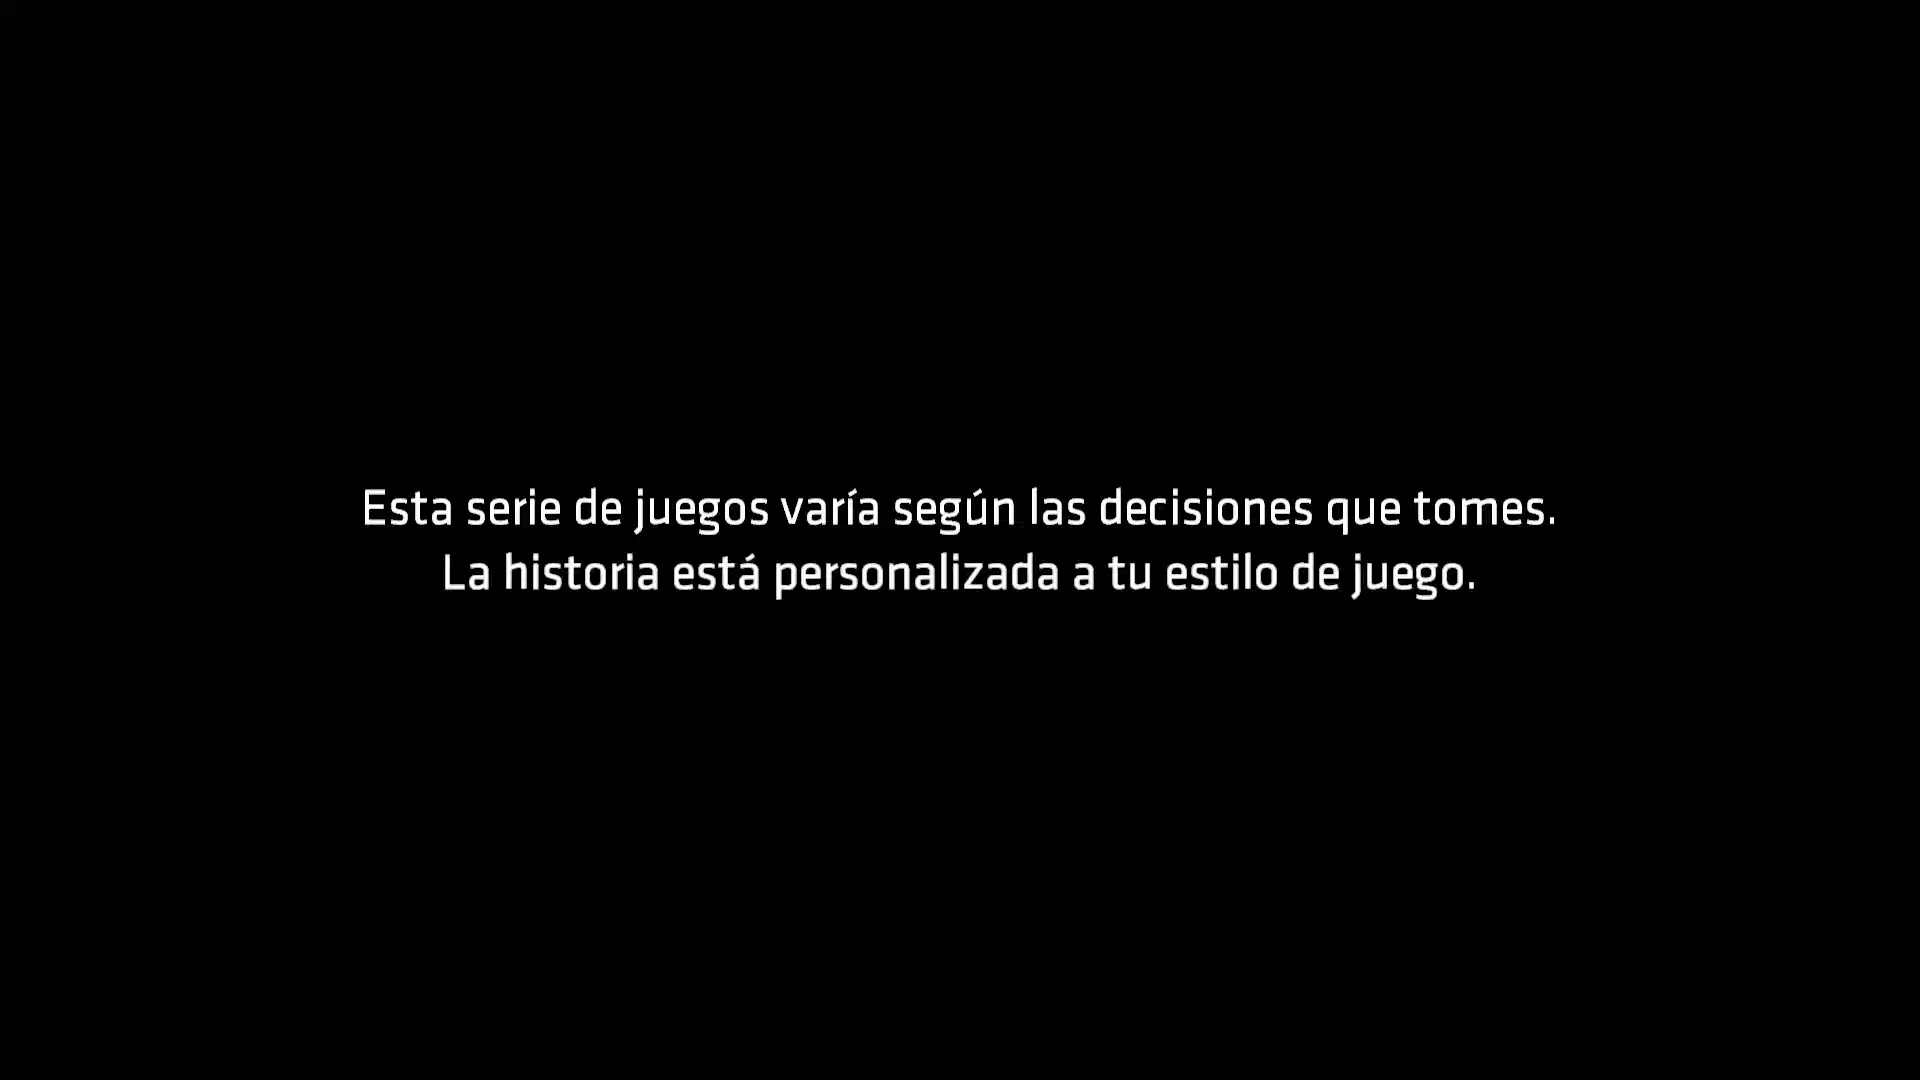 Esta serie de juegos varía según las decisiones que tomes.
La historia está personalizada a tu estilo de juego.